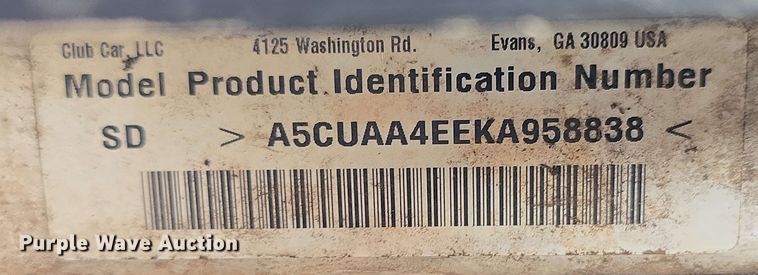 Club Car, LLC 4125 Washington Rd. Evans, GA 30809 USA
Model Product Identification Number
SD > A5CUAA4EEKA958838 <
Purple Wave Auction